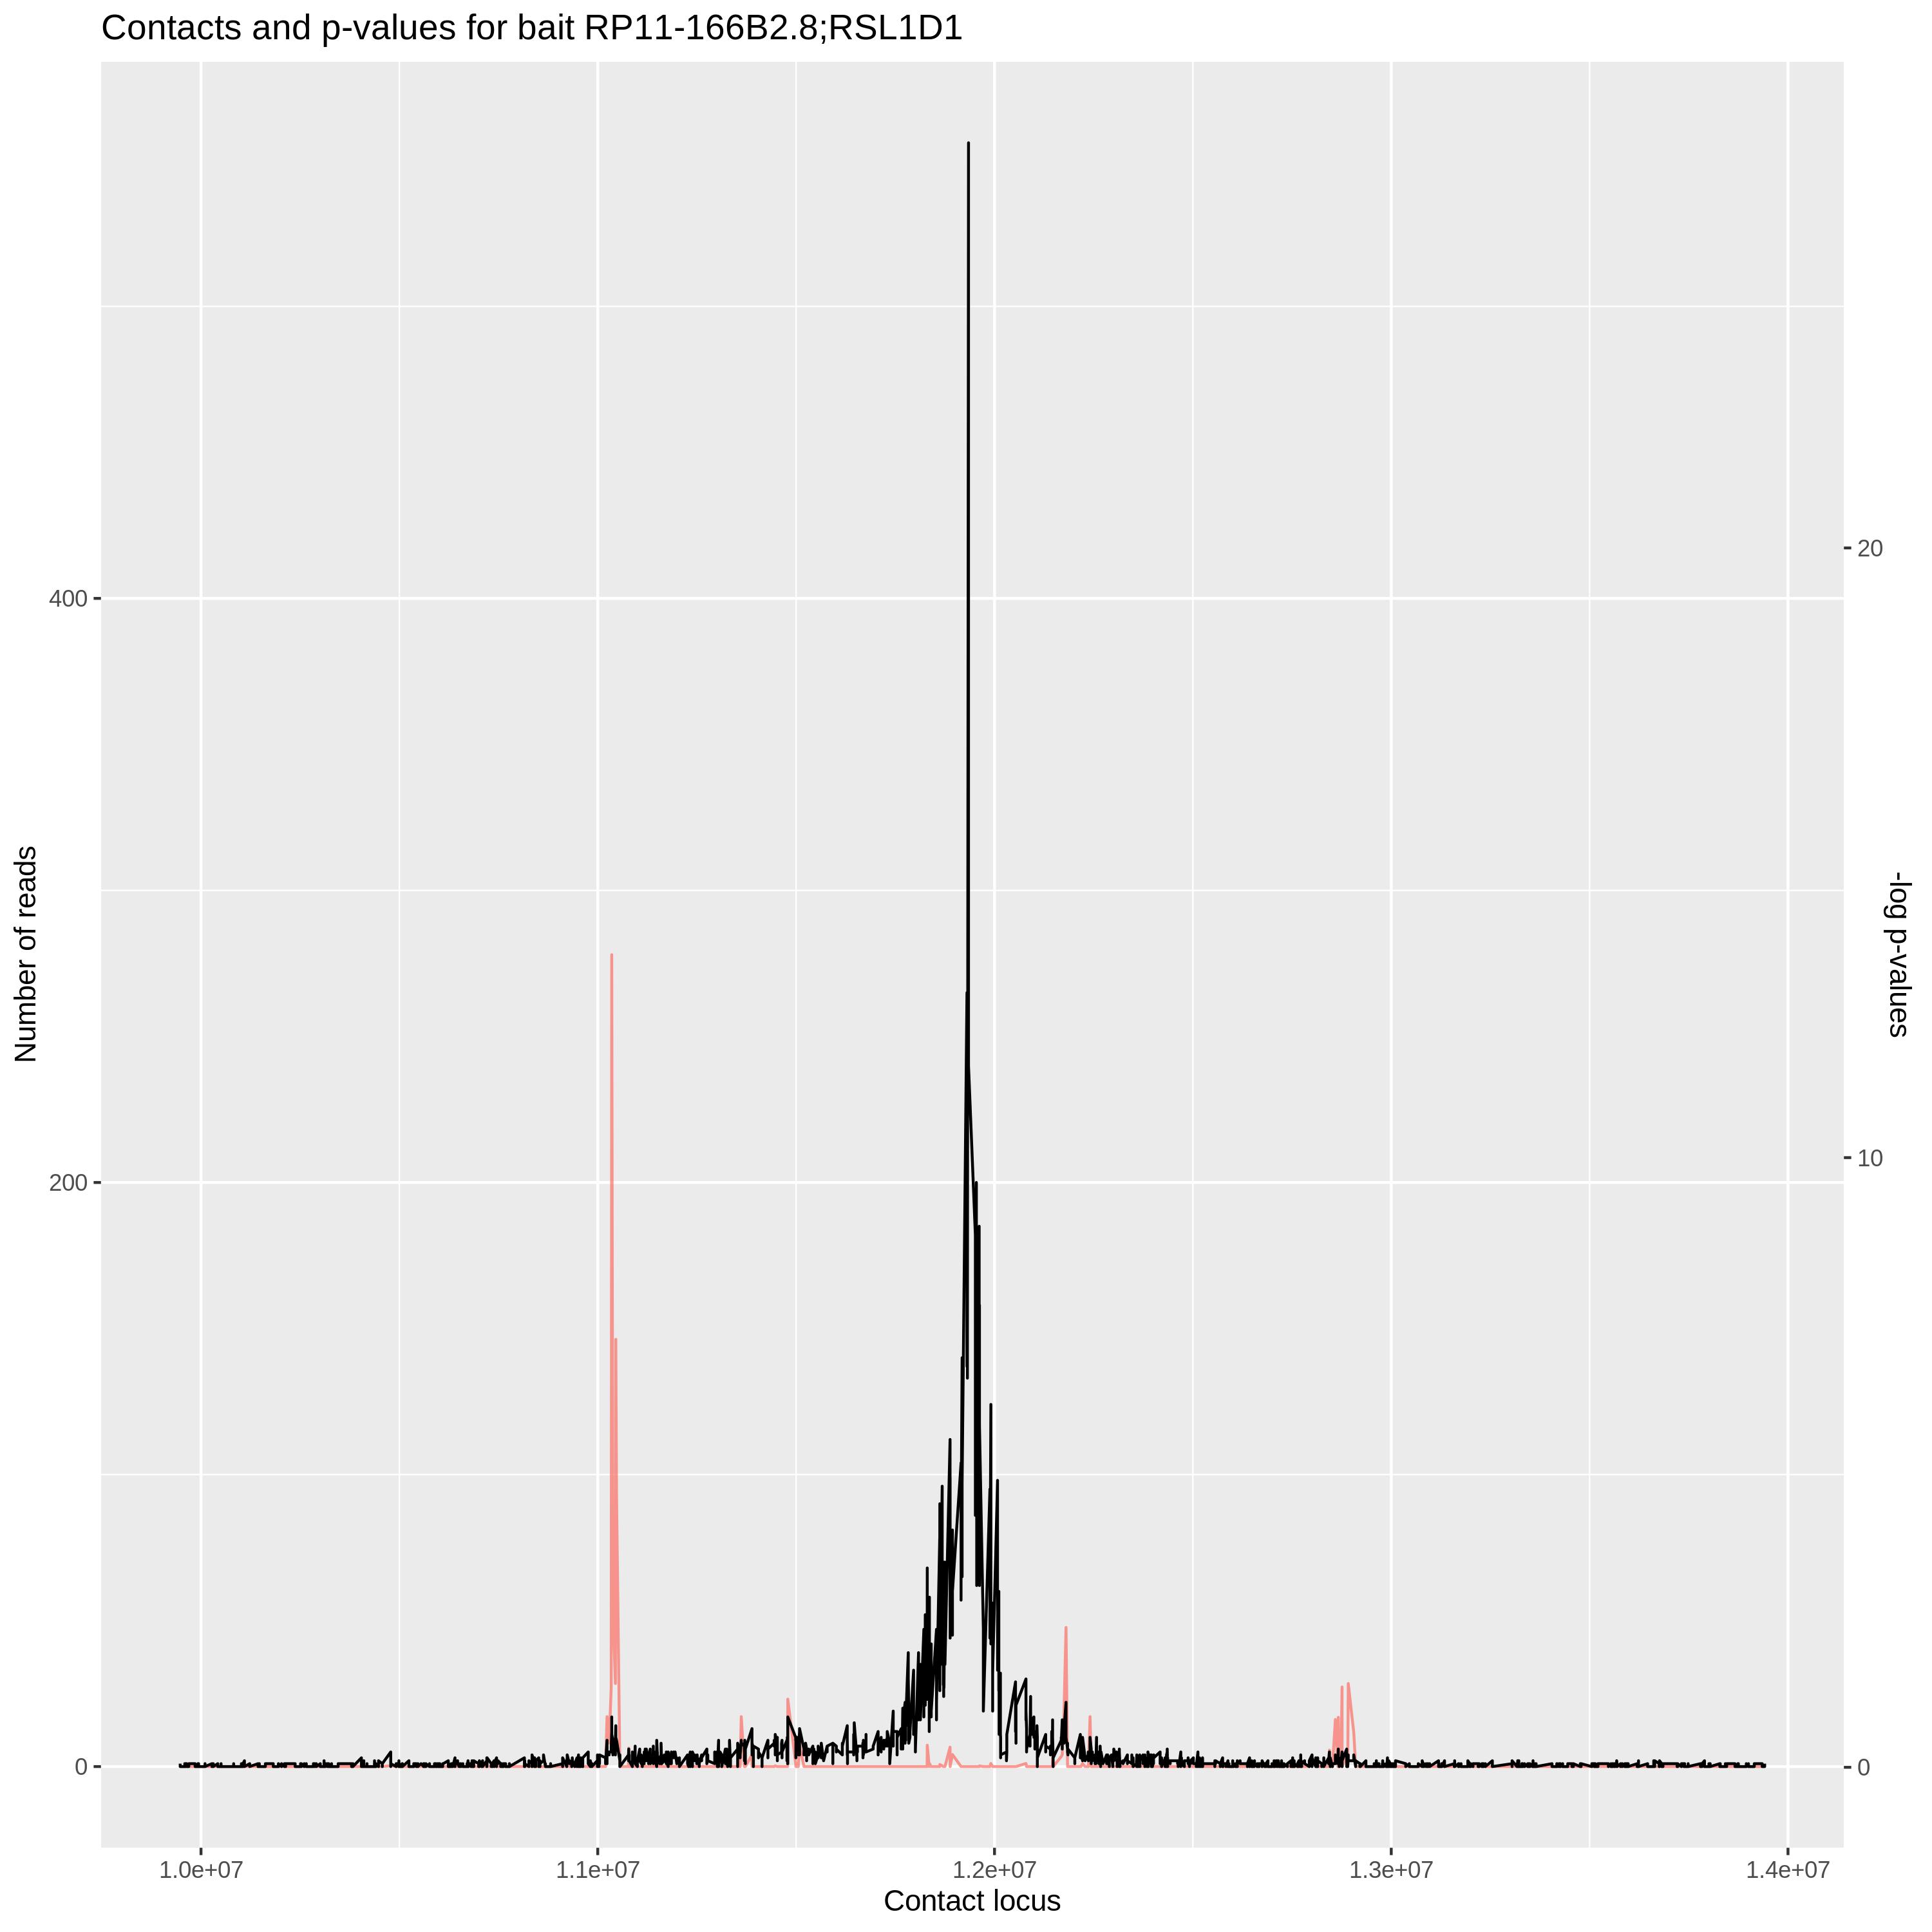 Contacts and p-values for bait RP11-166B2.8;RSL1D1
Number of reads
400
200
0
20
10
0
-log p-values
1.0e+07 1.1e+07 1.2e+07 1.3e+07 1.4e+07
Contact locus